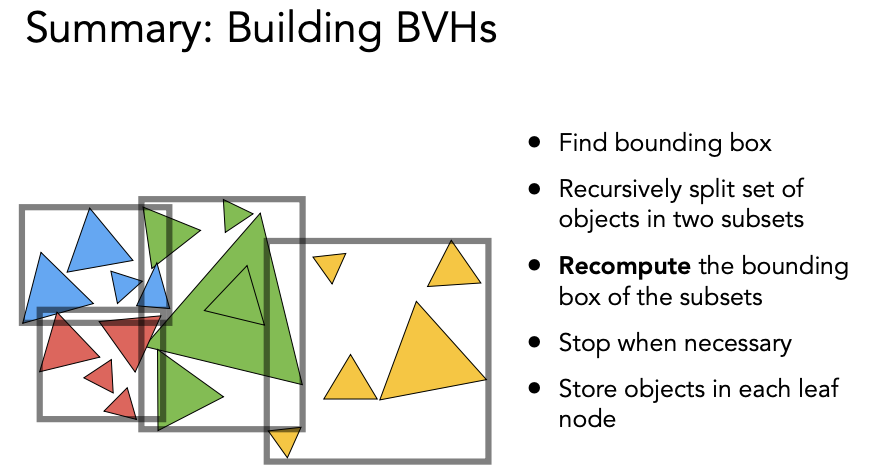 Summary: Building BVHs
• Find bounding box
• Recursively split set of
objects in two subsets
• Recompute the bounding
box of the subsets
• Stop when necessary
• Store objects in each leaf
node